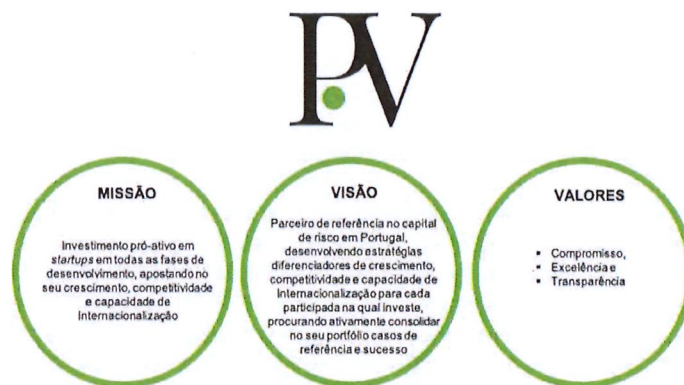 PV
MISSÃO
Investimento pró-ativo em
startups em todas as fases de
desenvolvimento, apostando no
seu crescimento, competitividade
e capacidade de
Internacionalização
VISÃO
Parceiro de referência no capital
de risco em Portugal,
desenvolvendo estratégias
diferenciadores de crescimento,
competitividade e capacidade de
Internacionalização para cada
participada na qual investe,
procurando ativamente consolidar
no seu portfólio casos de
referência e sucesso
VALORES
▪ Compromisso,
▪ Excelência e
▪ Transparência